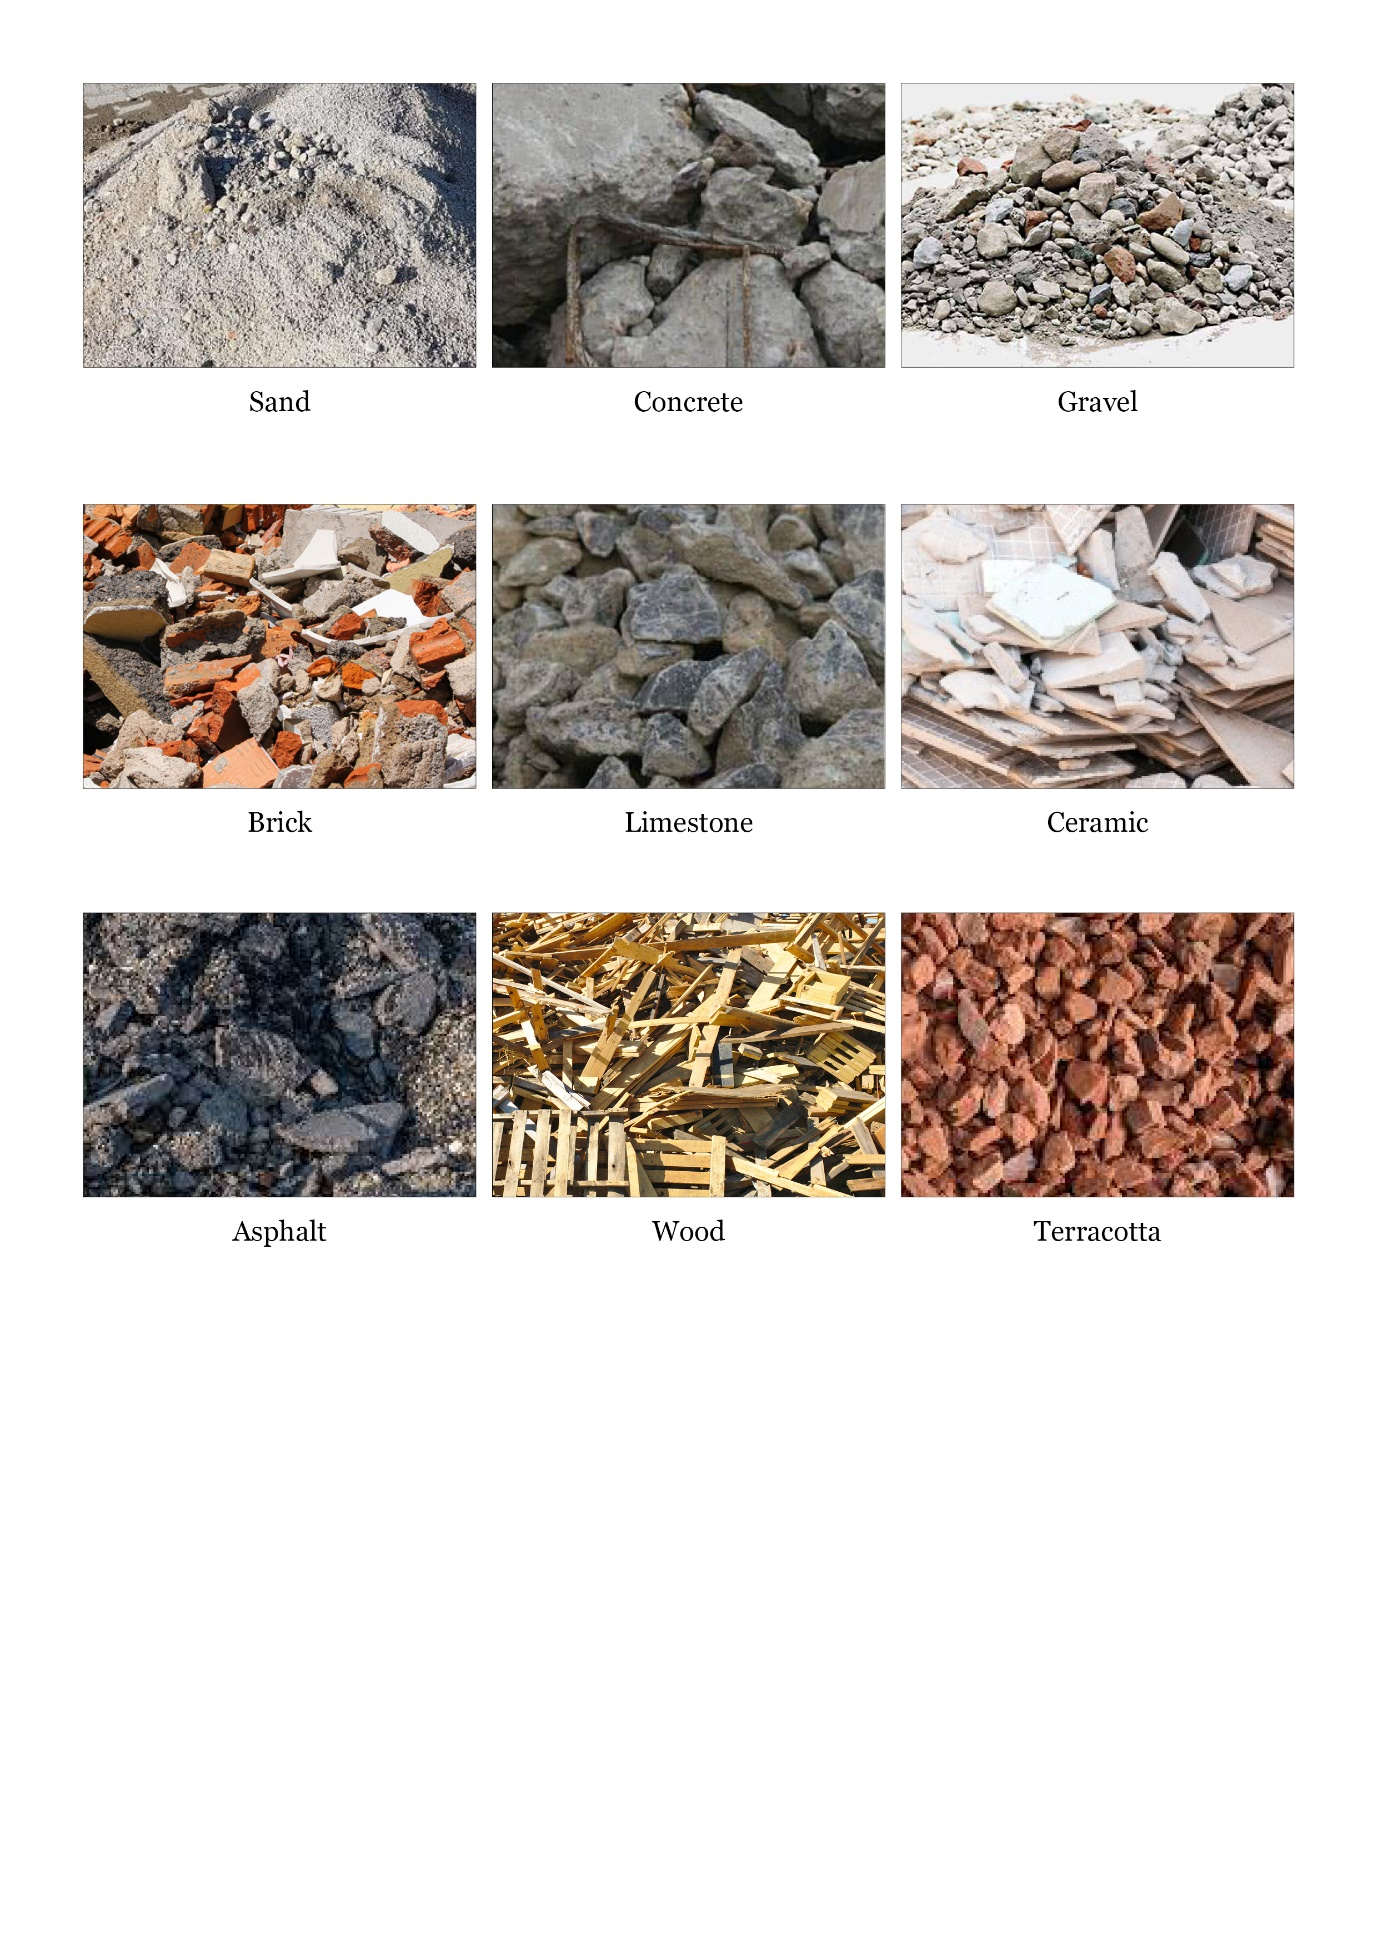 Sand
Concrete
Gravel
Brick
Limestone
Ceramic
Asphalt
Wood
Terracotta